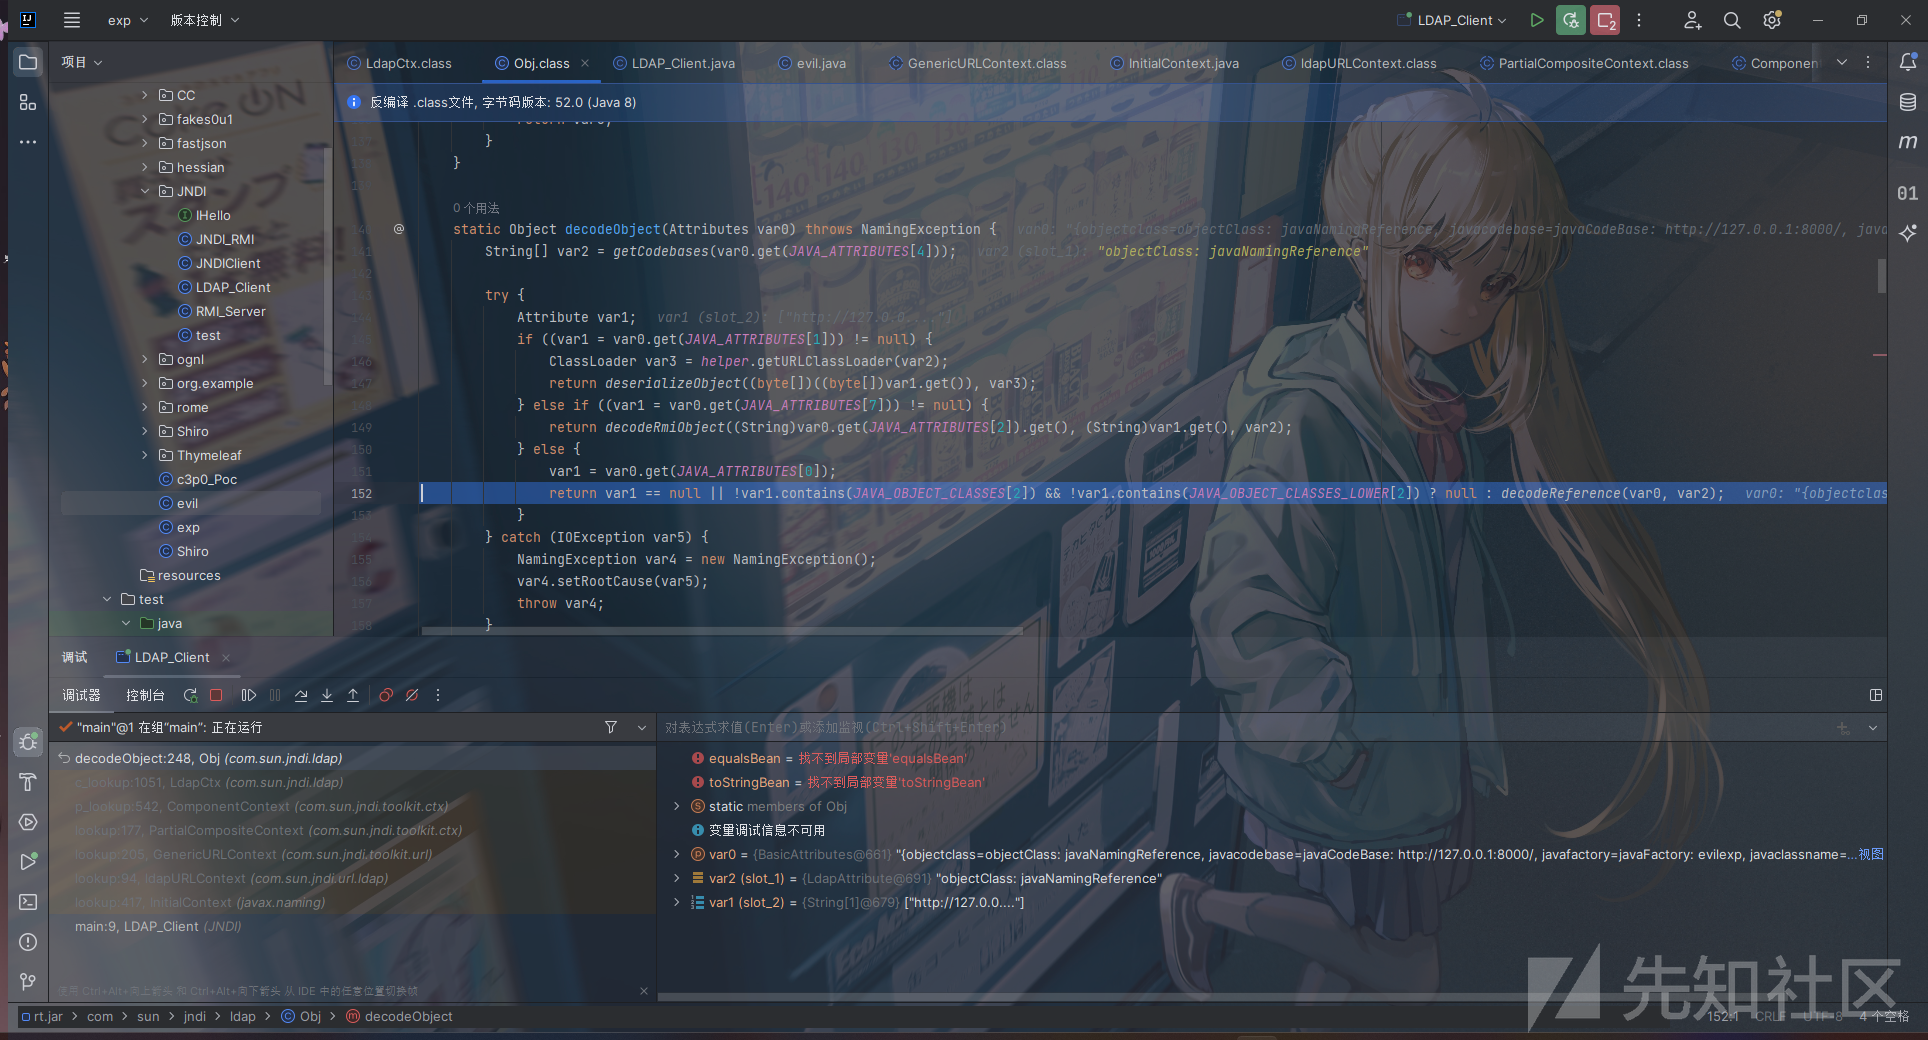 exp
版本控制
LDAP_Client
项目
LdapCtx.class
Obj.class
LDAP_Client.java
evil.java
GenericURLContext.class
InitialContext.java
ldapURLContext.class
PartialCompositeContext.class
Componen
反编译 .class文件, 字节码版本: 52.0 (Java 8)
CC
fakes0u1
fastjson
hessian
JNDI
IHello
JNDI_RMI
JNDIClient
LDAP_Client
RMI_Server
test
ognl
org.example
rome
Shiro
Thymeleaf
c3p0_Poc
evil
exp
Shiro
resources
test
java
}
}
0 个用法
static Object decodeObject(Attributes var0) throws NamingException {   var0: "{objectclass=objectClass: javaNamingReference, javacodebase=javaCodeBase: http://127.0.0.1:8000/, java
141 String[] var2 = getCodebases(var0.get(JAVA_ATTRIBUTES[4]));   var2 (slot_1): "objectClass: javaNamingReference"
142
try {
Attribute var1;   var1 (slot_2): ["http://127.0.0...."]
if ((var1 = var0.get(JAVA_ATTRIBUTES[1])) != null) {
146 ClassLoader var3 = helper.getURLClassLoader(var2);
147 return deserializeObject((byte[])((byte[])var1.get()), var3);
148 } else if ((var1 = var0.get(JAVA_ATTRIBUTES[7])) != null) {
149 return decodeRmiObject((String)var0.get(JAVA_ATTRIBUTES[2]).get(), (String)var1.get(), var2);
150 } else {
151 var1 = var0.get(JAVA_ATTRIBUTES[0]);
152 return var1 == null || !var1.contains(JAVA_OBJECT_CLASSES[2]) && !var1.contains(JAVA_OBJECT_CLASSES_LOWER[2]) ? null : decodeReference(var0, var2);   var0: "{objectclas
153 }
154 } catch (IOException var5) {
155 NamingException var4 = new NamingException();
156 var4.setRootCause(var5);
157 throw var4;
158 }
调试
LDAP_Client
调试器
控制台
"main"@1 在组"main": 正在运行
对表达式求值(Enter)或添加监视(Ctrl+Shift+Enter)
decodeObject:248, Obj (com.sun.jndi.ldap)
c_lookup:1051, LdapCtx (com.sun.jndi.ldap)
p_lookup:542, ComponentContext (com.sun.jndi.toolkit.ctx)
lookup:177, PartialCompositeContext (com.sun.jndi.toolkit.ctx)
lookup:205, GenericURLContext (com.sun.jndi.toolkit.url)
lookup:94, ldapURLContext (com.sun.jndi.url.ldap)
lookup:417, InitialContext (javax.naming)
main:9, LDAP_Client (JNDI)
使用 Ctrl+Alt+向上箭头 和 Ctrl+Alt+向下箭头 从 IDE 中的任意位置切换帧
equalsBean = 找不到局部变量'equalsBean'
toStringBean = 找不到局部变量'toStringBean'
static members of Obj
变量调试信息不可用
var0 = {BasicAttributes@661} "{objectclass=objectClass: javaNamingReference, javacodebase=javaCodeBase: http://127.0.0.1:8000/, javafactory=javaFactory: evilexp, javaclassname=...视图
var2 (slot_1) = {LdapAttribute@691} "objectClass: javaNamingReference"
var1 (slot_2) = {String[1]@679} ["http://127.0.0...."]
先知社区
rt.jar
com
sun
jndi
ldap
Obj
decodeObject
152:1
CRLF
UTF-8
4 个空格